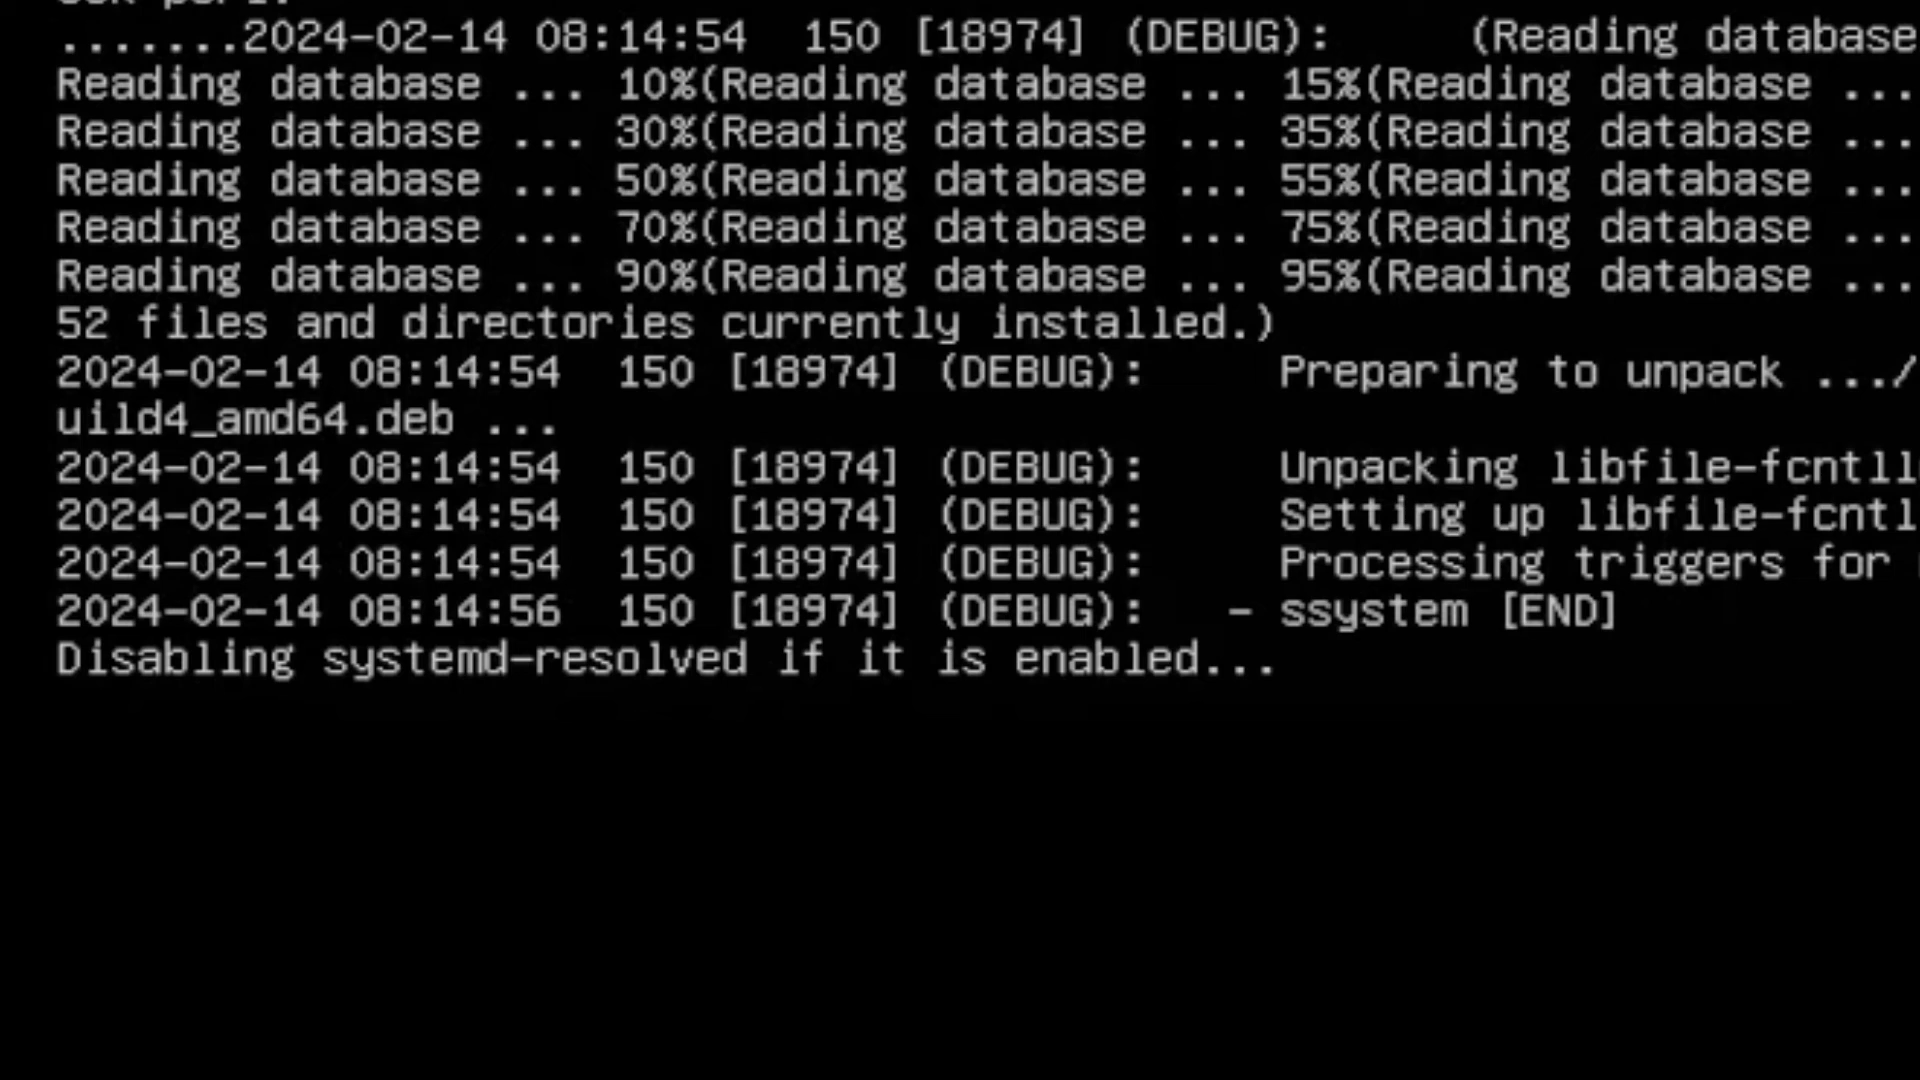 .......2024-02-14 08:14:54  150 [18974] (DEBUG):     (Reading database
Reading database ... 10%(Reading database ... 15%(Reading database ...
Reading database ... 30%(Reading database ... 35%(Reading database ...
Reading database ... 50%(Reading database ... 55%(Reading database ...
Reading database ... 70%(Reading database ... 75%(Reading database ...
Reading database ... 90%(Reading database ... 95%(Reading database ...
52 files and directories currently installed.)
2024-02-14 08:14:54  150 [18974] (DEBUG):     Preparing to unpack .../
uild4_amd64.deb ...
2024-02-14 08:14:54  150 [18974] (DEBUG):     Unpacking libfile-fcntll
2024-02-14 08:14:54  150 [18974] (DEBUG):     Setting up libfile-fcntl
2024-02-14 08:14:54  150 [18974] (DEBUG):     Processing triggers for
2024-02-14 08:14:56  150 [18974] (DEBUG):   - ssystem [END]
Disabling systemd-resolved if it is enabled...